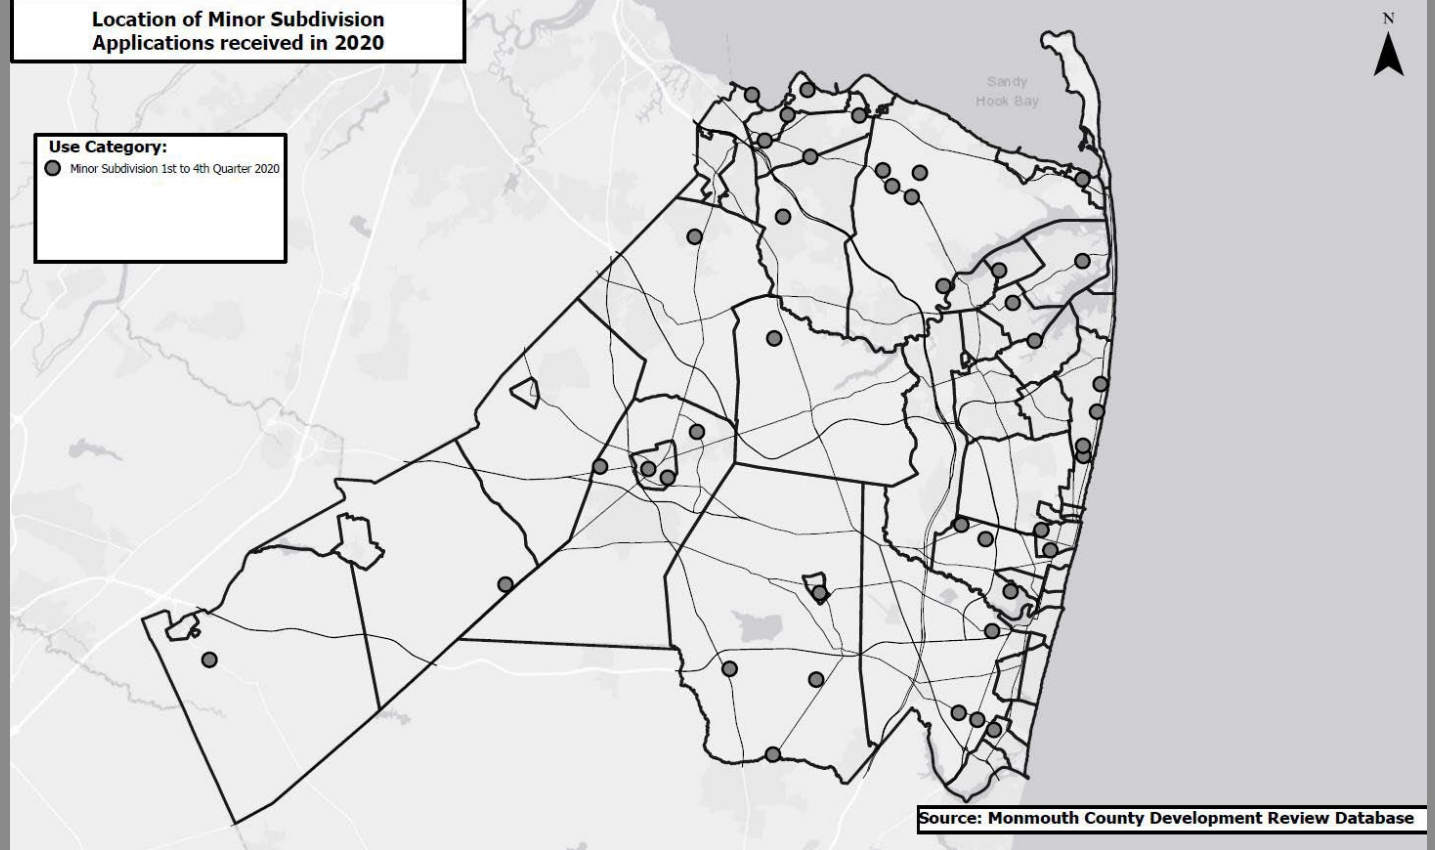 Location of Minor Subdivision
Applications received in 2020
N
Sandy
Hook Bay
Use Category:
Minor Subdivision 1st to 4th Quarter 2020
Source: Monmouth County Development Review Database